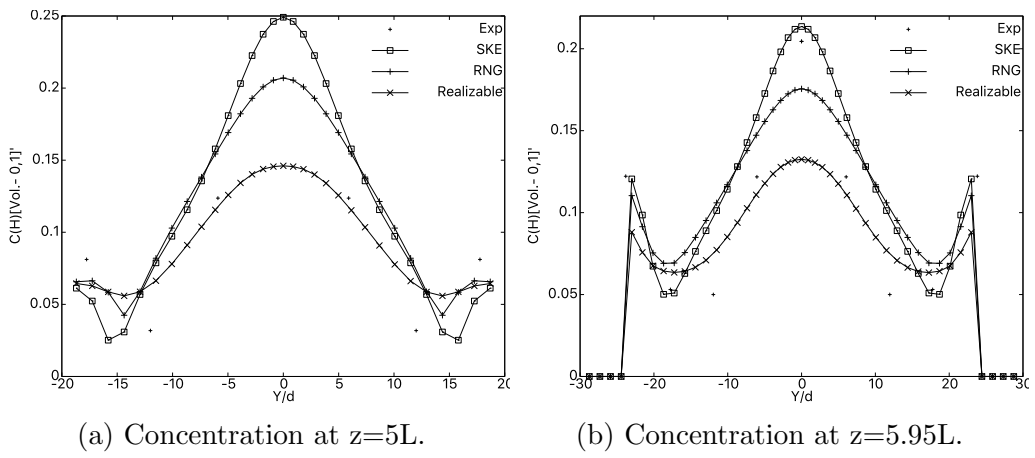 0.25
0.2
0.15
0.1
0.05
0
-20
-15
-10
-5
0
5
10
15
20
Y/d
C(H)[Vol.- 0,1]'
Exp
SKE
RNG
Realizable
0.2
0.15
0.1
0.05
0
-30
-20
-10
0
10
20
30
Y/d
C(H)[Vol.- 0,1]'
Exp
SKE
RNG
Realizable
(a) Concentration at z=5L.
(b) Concentration at z=5.95L.